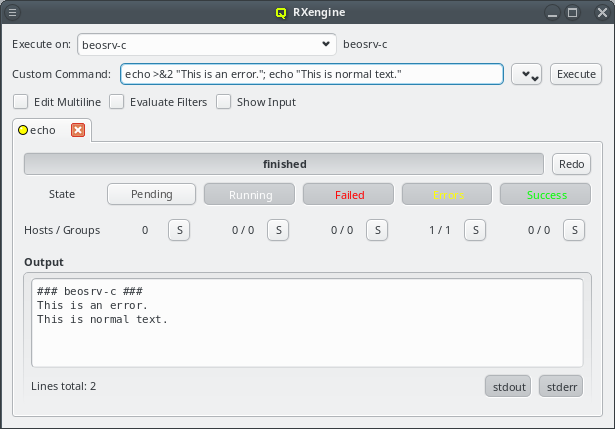 RXengine
Execute on: beosrv-c beosrv-c
Custom Command: echo >&2 "This is an error."; echo "This is normal text." Execute
Edit Multiline Evaluate Filters Show Input
echo
finished Redo
State Pending Running Failed Errors Success
Hosts / Groups 0 S 0 / 0 S 0 / 0 S 1 / 1 S 0 / 0 S
Output
### beosrv-c ###
This is an error.
This is normal text.
Lines total: 2 stdout stderr